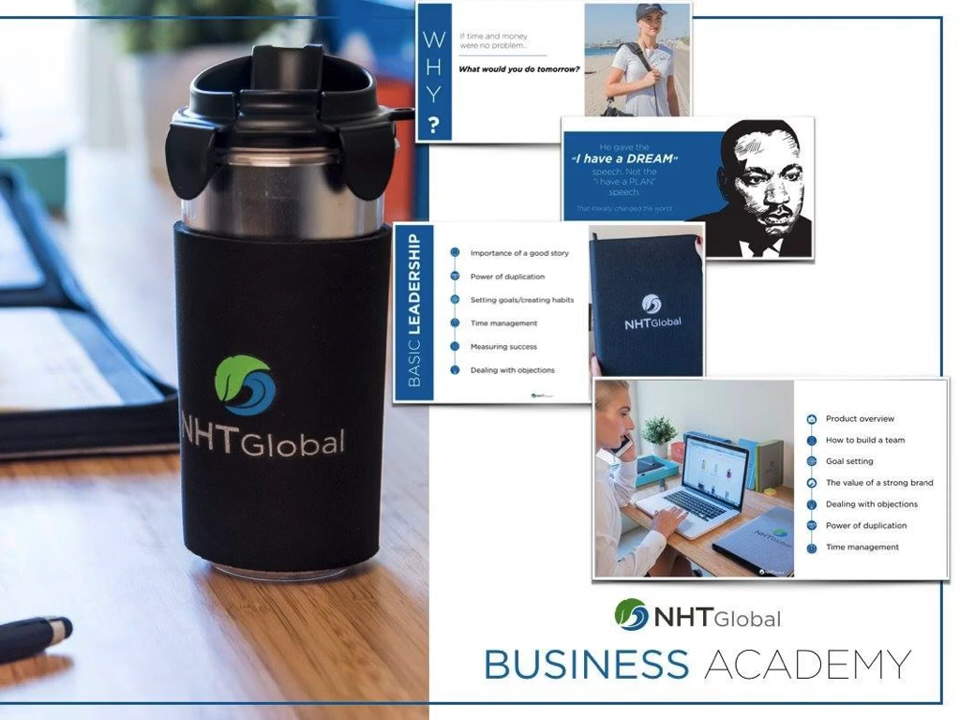 NHTGlobal
WHY?
If time and money
were no problem..
What would you do tomorrow?
He gave the
"I have a DREAM"
speech. Not the
"I have a PLAN"
speech.
That literally changed the world
BASIC LEADERSHIP
Importance of a good story
Power of duplication
Setting goals/creating habits
Time management
Measuring success
Dealing with objections
NHTGlobal
Product overview
How to build a team
Goal setting
The value of a strong brand
Dealing with objections
Power of duplication
Time management
NHTGlobal
NHTGlobal
BUSINESS ACADEMY